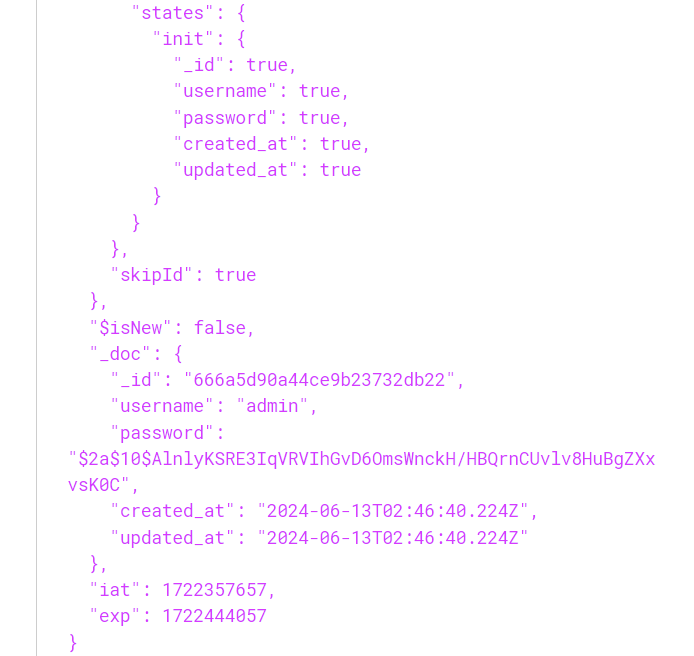 "states": {
"init": {
"_id": true,
"username": true,
"password": true,
"created_at": true,
"updated_at": true
}
}
},
"skipId": true
},
"$isNew": false,
"_doc": {
"_id": "666a5d90a44ce9b23732db22",
"username": "admin",
"password":
"$2a$10$AlnlyKSRE3IqVRVIhGvD6OmsWnckH/HBQrnCUvlv8HuBgZXx
vsK0C",
"created_at": "2024-06-13T02:46:40.224Z",
"updated_at": "2024-06-13T02:46:40.224Z"
},
"iat": 1722357657,
"exp": 1722444057
}